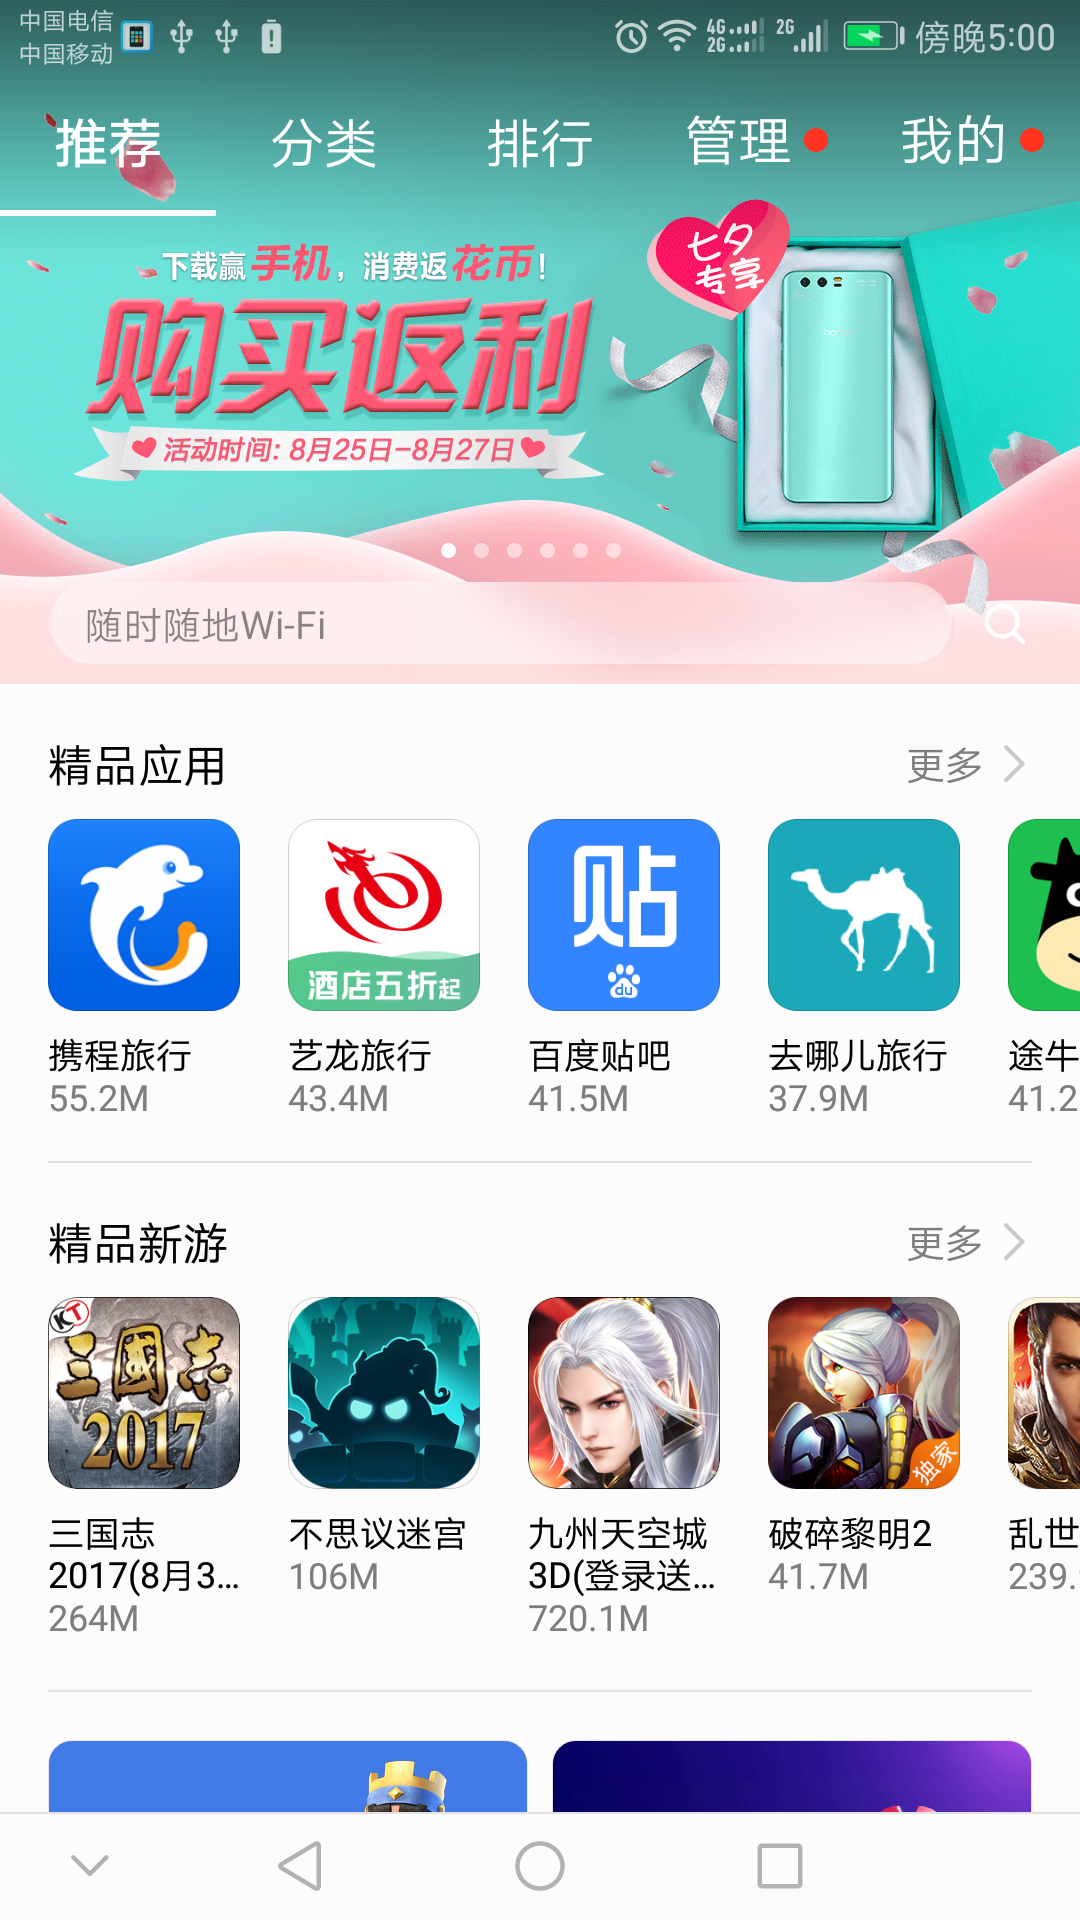 中国电信
中国移动
4G
2G
2G
傍晚5:00
推荐
分类
排行
管理
我的
七夕
专享
下载赢手机，消费返花币！
购买返利
活动时间: 8月25日-8月27日
honor
随时随地Wi-Fi
精品应用
更多
酒店五折起
贴
du
携程旅行
艺龙旅行
百度贴吧
去哪儿旅行
途牛
55.2M
43.4M
41.5M
37.9M
41.2
精品新游
更多
KT
三國志
2017
独家
三国志
2017(8月3...
264M
不思议迷宫
106M
九州天空城
3D(登录送...
720.1M
破碎黎明2
41.7M
乱世
239.